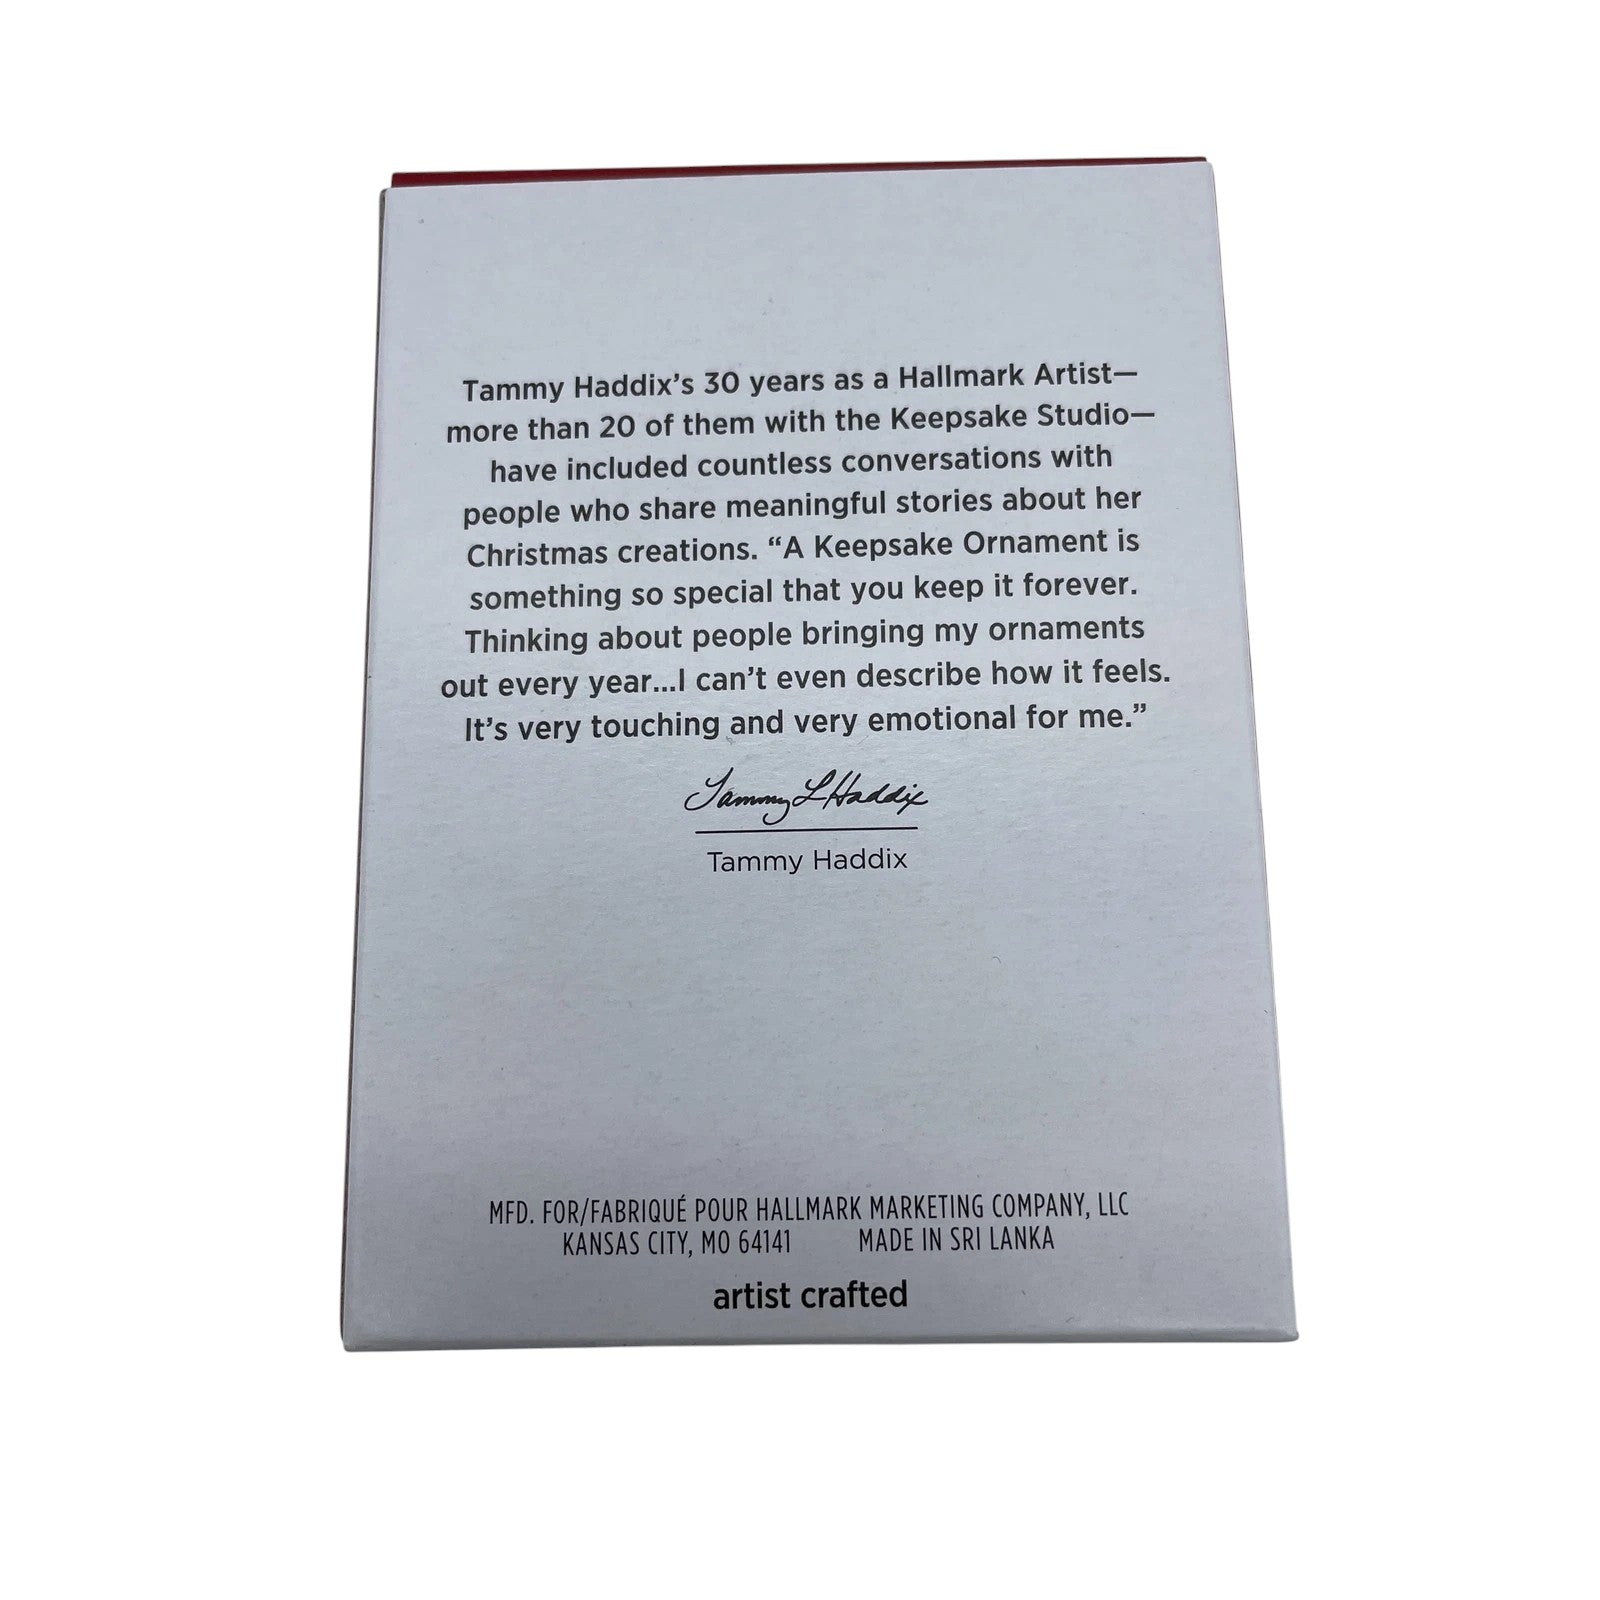 Tammy Haddix’s 30 years as a Hallmark Artist—
more than 20 of them with the Keepsake Studio—
have included countless conversations with
people who share meaningful stories about her
Christmas creations. “A Keepsake Ornament is
something so special that you keep it forever.
Thinking about people bringing my ornaments
out every year...I can’t even describe how it feels.
It’s very touching and very emotional for me.”
Tammy L Haddix
Tammy Haddix
MFD. FOR/FABRIQUÉ POUR HALLMARK MARKETING COMPANY, LLC
KANSAS CITY, MO 64141 MADE IN SRI LANKA
artist crafted